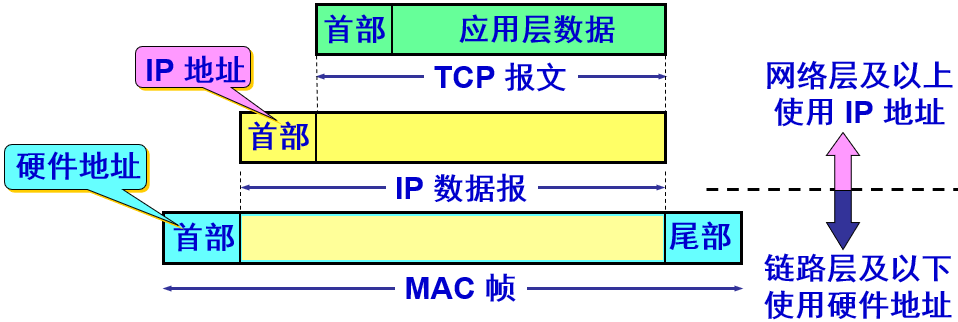 首部
应用层数据
IP 地址
TCP 报文
网络层及以上
使用 IP 地址
首部
硬件地址
IP 数据报
首部
尾部
MAC 帧
链路层及以下
使用硬件地址